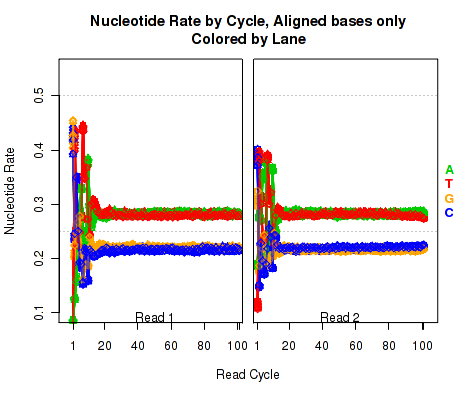 Nucleotide Rate by Cycle, Aligned bases only
Colored by Lane
Nucleotide Rate
0.5
0.4
0.3
0.2
0.1
Read 1
Read 2
1 20 40 60 80 100
1 20 40 60 80 100
Read Cycle
A
T
G
C